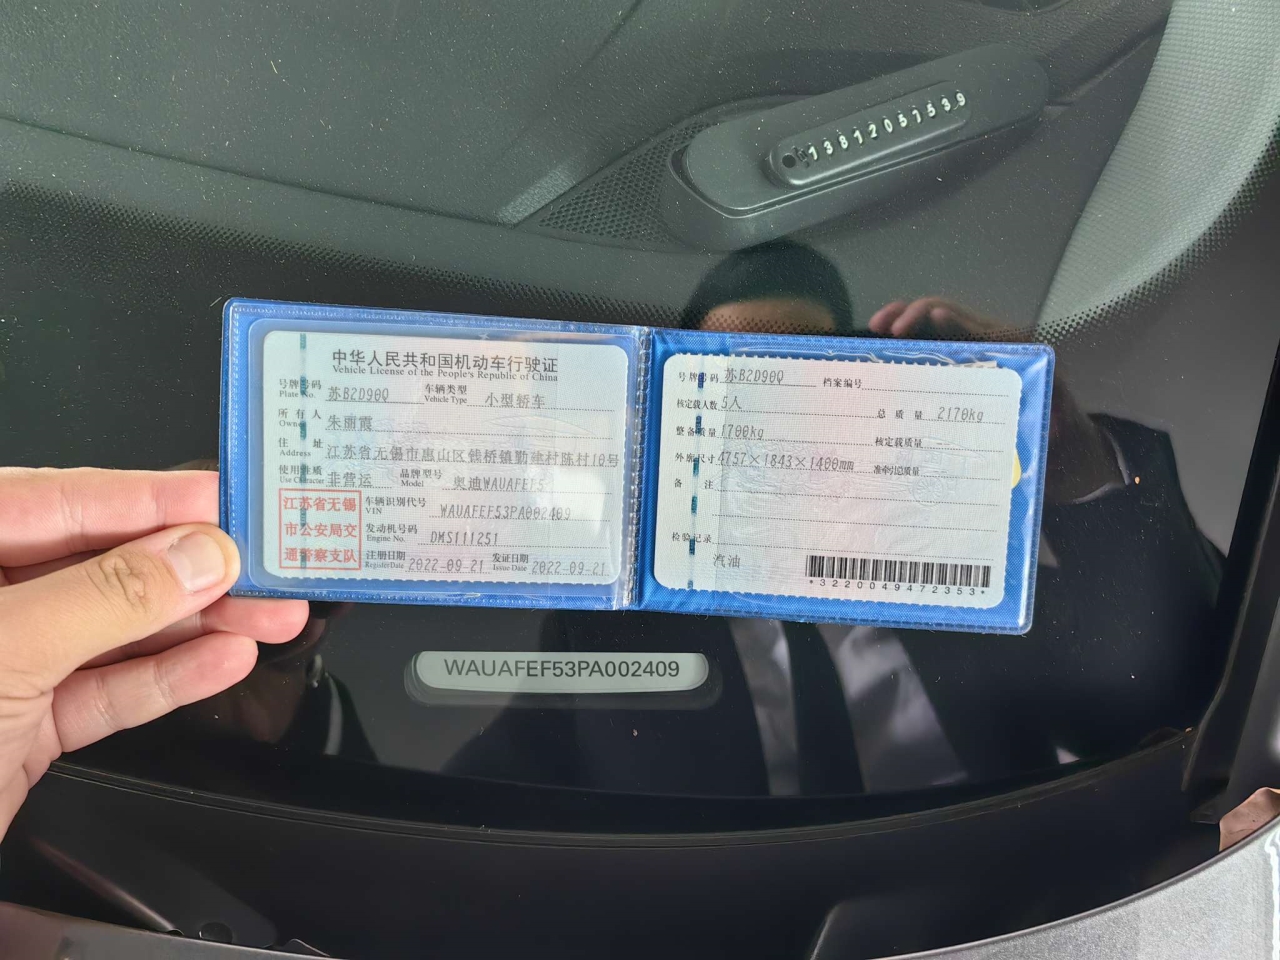 13812051539
中华人民共和国机动车行驶证
Vehicle License of the People's Republic of China
号牌号码 苏B2D90Q 车辆类型 小型轿车
Plate No. Vehicle Type
所有人 朱丽霞
Owner
住址 江苏省无锡市惠山区钱桥镇勤地村陈村10号
Address
使用性质 非营运 品牌型号 奥迪WAUAFEF5
Use Character Model
江苏省无锡
市公安局交
通警察支队
车辆识别代号 WAUAFEF53PA002409
VIN
发动机号码 DMS111251
Engine No.
注册日期 2022-09-21 发证日期 2022-09-21
Register Date Issue Date
号牌号码 苏B2D90Q 档案编号
核定载人数 5人 总质量 2170kg
整备质量 1700kg 核定载质量
外廓尺寸 4757×1843×1400mm 准牵引总质量
备注
检验记录
汽油
*3220049472353*
WAUAFEF53PA002409